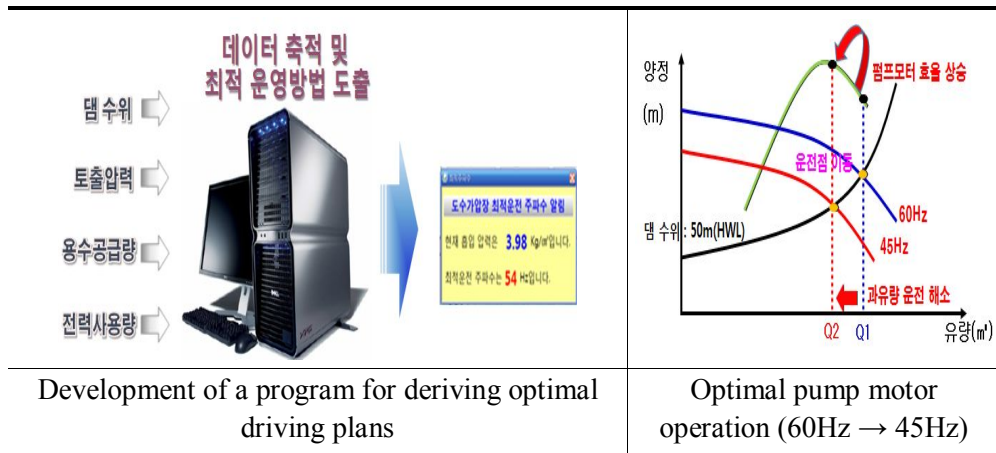 데이터 축적 및
최적 운영방법 도출
댐 수위
토출압력
용수공급량
전력사용량
도수가압장 최적운전 주파수 알림
현재 흡입 압력은 3.98 Kg/㎠입니다.
최적운전 주파수는 54 Hz입니다.
양정
(m)
펌프모터 효율 상승
운전점 이동
60Hz
댐 수위 : 50m(HWL)
45Hz
과유량 운전 해소
Q2 Q1
유량(㎥)
Development of a program for deriving optimal
driving plans
Optimal pump motor
operation (60Hz → 45Hz)